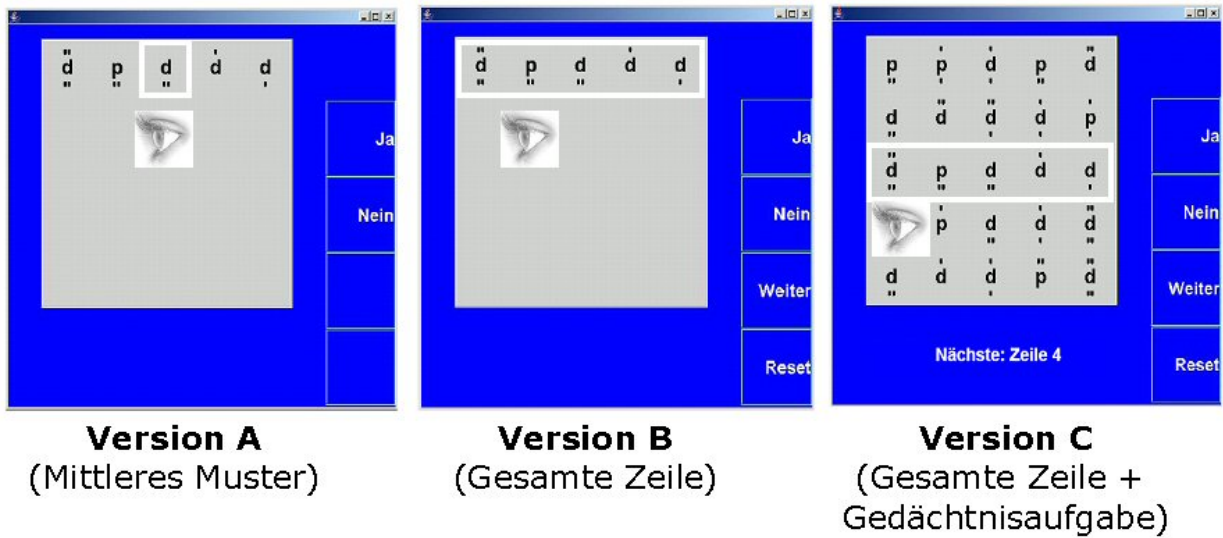 d p d d d
Ja
Nein
Version A
(Mittleres Muster)
d p d d d
Ja
Nein
Weiter
Reset
Version B
(Gesamte Zeile)
p p d p d
d d d d p
d p d d d
p d d d
d d d p d
Nächste: Zeile 4
Ja
Nein
Weiter
Reset
Version C
(Gesamte Zeile +
Gedächtnisaufgabe)